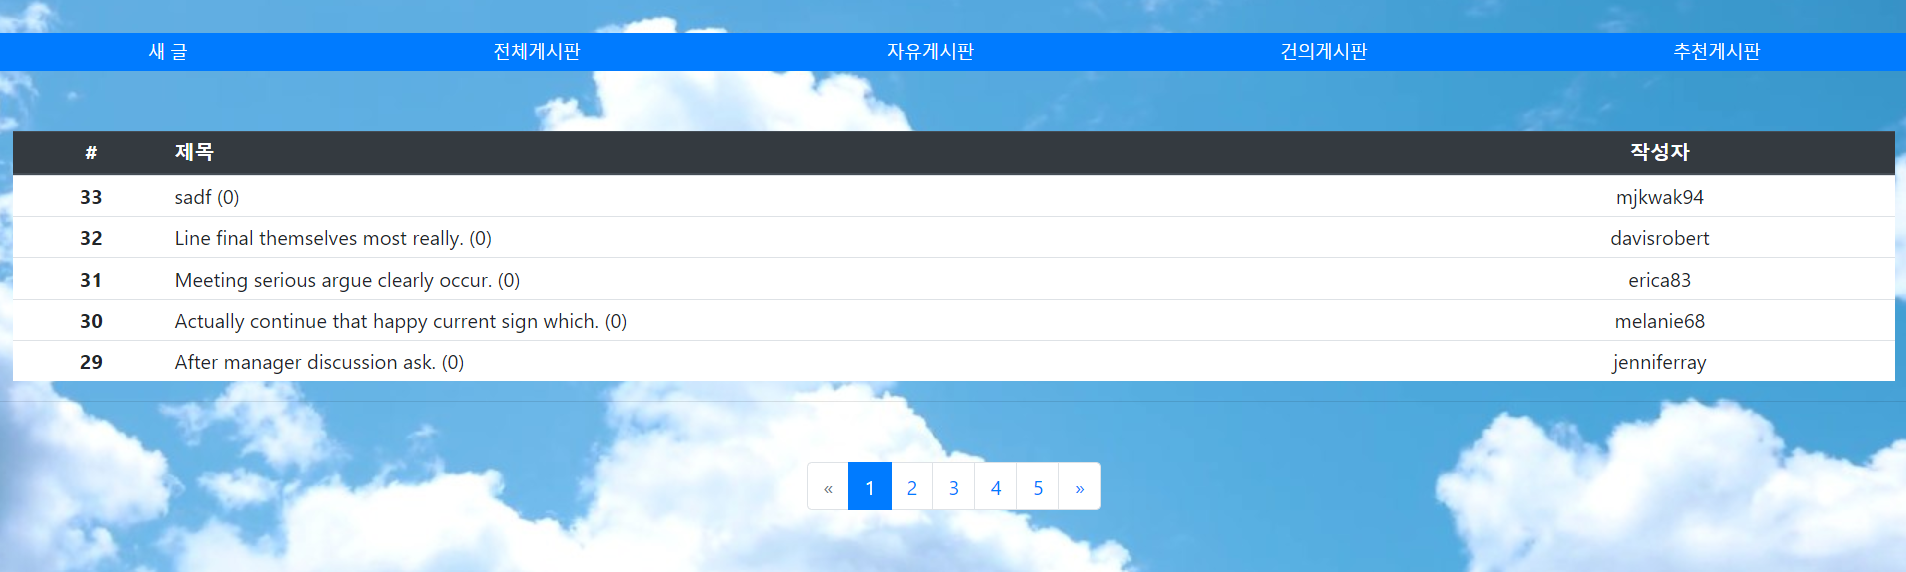 새 글 전체게시판 자유게시판 건의게시판 추천게시판
# 제목 작성자
33 sadf (0) mjkwak94
32 Line final themselves most really. (0) davisrobert
31 Meeting serious argue clearly occur. (0) erica83
30 Actually continue that happy current sign which. (0) melanie68
29 After manager discussion ask. (0) jenniferray
« 1 2 3 4 5 »